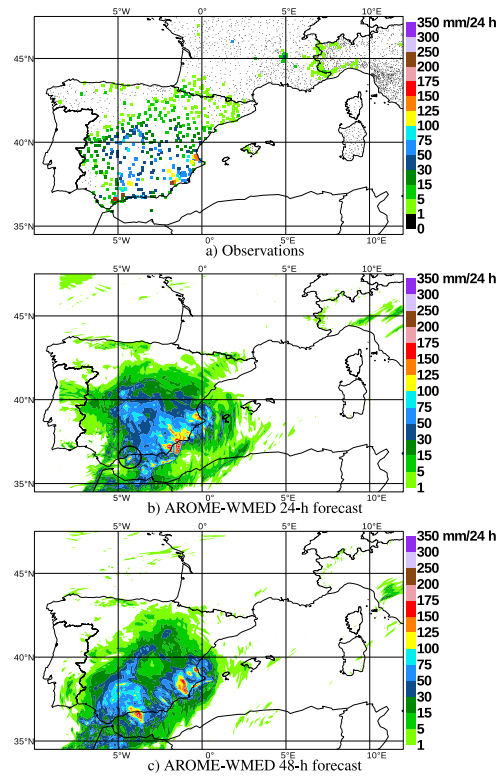 350 mm/24 h
300
250
200
175
150
125
100
75
50
30
15
5
1
0
45°N
40°N
35°N
5°W
0°
5°E
10°E
a) Observations
350 mm/24 h
300
250
200
175
150
125
100
75
50
30
15
5
1
45°N
40°N
35°N
5°W
0°
5°E
10°E
b) AROME-WMED 24-h forecast
350 mm/24 h
300
250
200
175
150
125
100
75
50
30
15
5
1
45°N
40°N
35°N
5°W
0°
5°E
10°E
c) AROME-WMED 48-h forecast